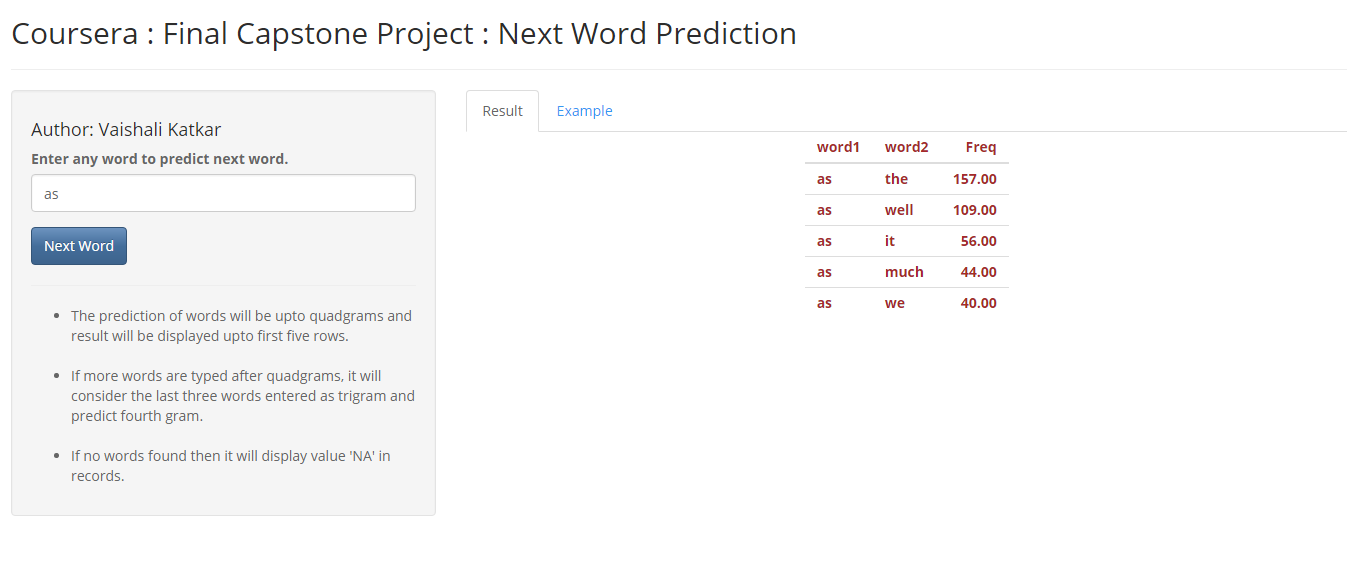 Coursera : Final Capstone Project : Next Word Prediction
Author: Vaishali Katkar
Enter any word to predict next word.
as
Next Word
The prediction of words will be upto quadgrams and
result will be displayed upto first five rows.
If more words are typed after quadgrams, it will
consider the last three words entered as trigram and
predict fourth gram.
If no words found then it will display value 'NA' in
records.
Result Example
word1 word2 Freq
as the 157.00
as well 109.00
as it 56.00
as much 44.00
as we 40.00